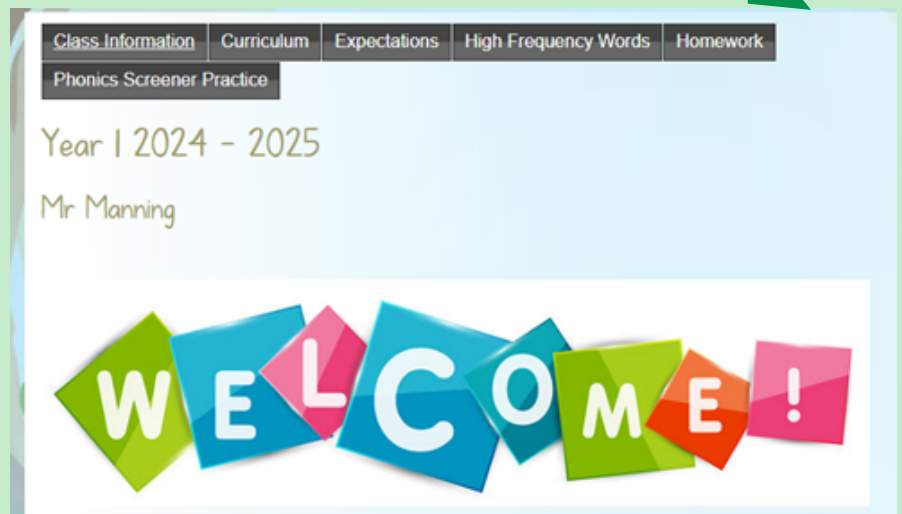 Class Information Curriculum Expectations High Frequency Words Homework
Phonics Screener Practice
Year 1 2024 - 2025
Mr Manning
WELCOME!